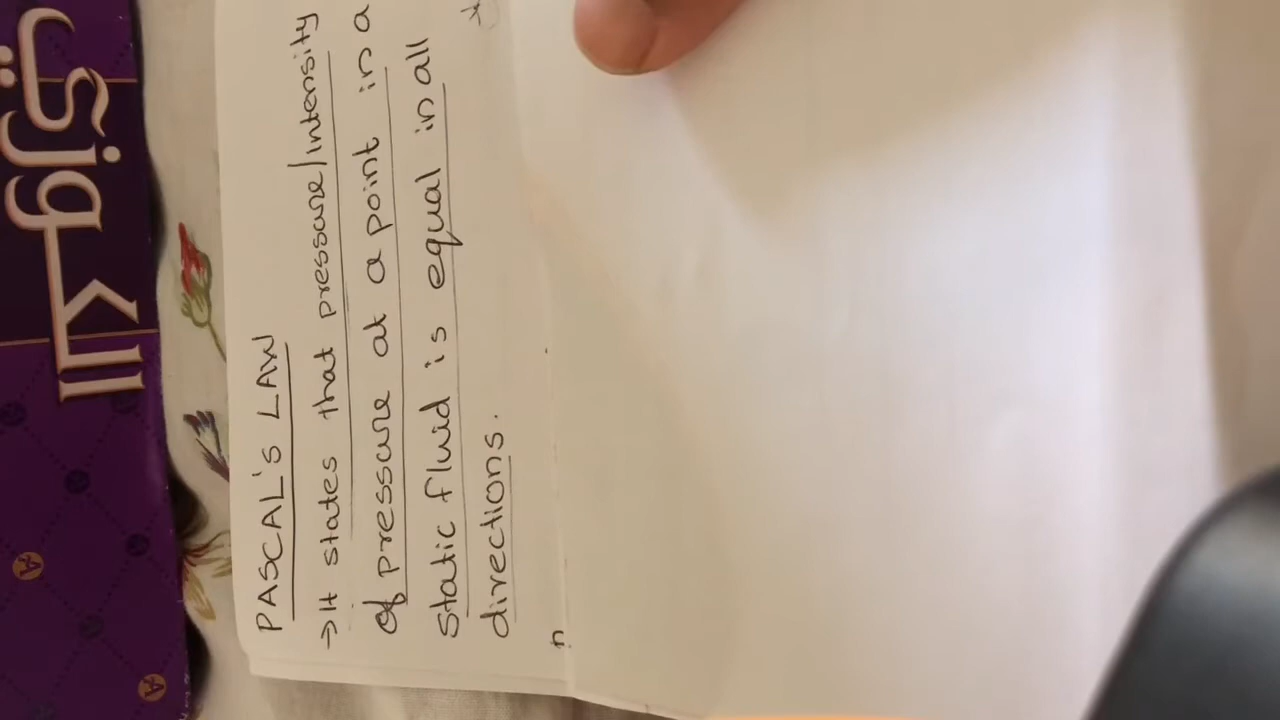 PASCAL'S LAW
→ It states that pressure/intensity
of pressure at a point in a
static fluid is equal in all
directions.
الكوزي